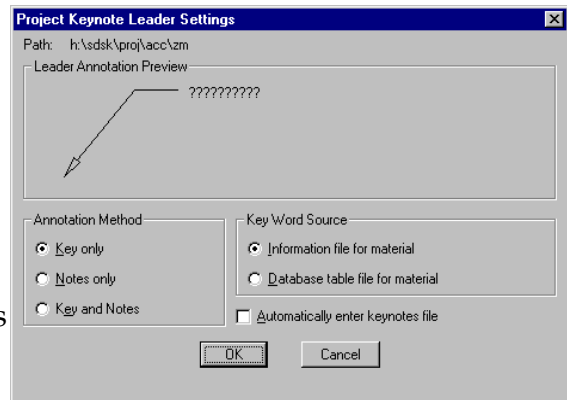 Project Keynote Leader Settings
Path: h:\sdsk\proj\acc\zm
Leader Annotation Preview
??????????
Annotation Method
Key only
Notes only
Key and Notes
Key Word Source
Information file for material
Database table file for material
Automatically enter keynotes file
s
OK
Cancel